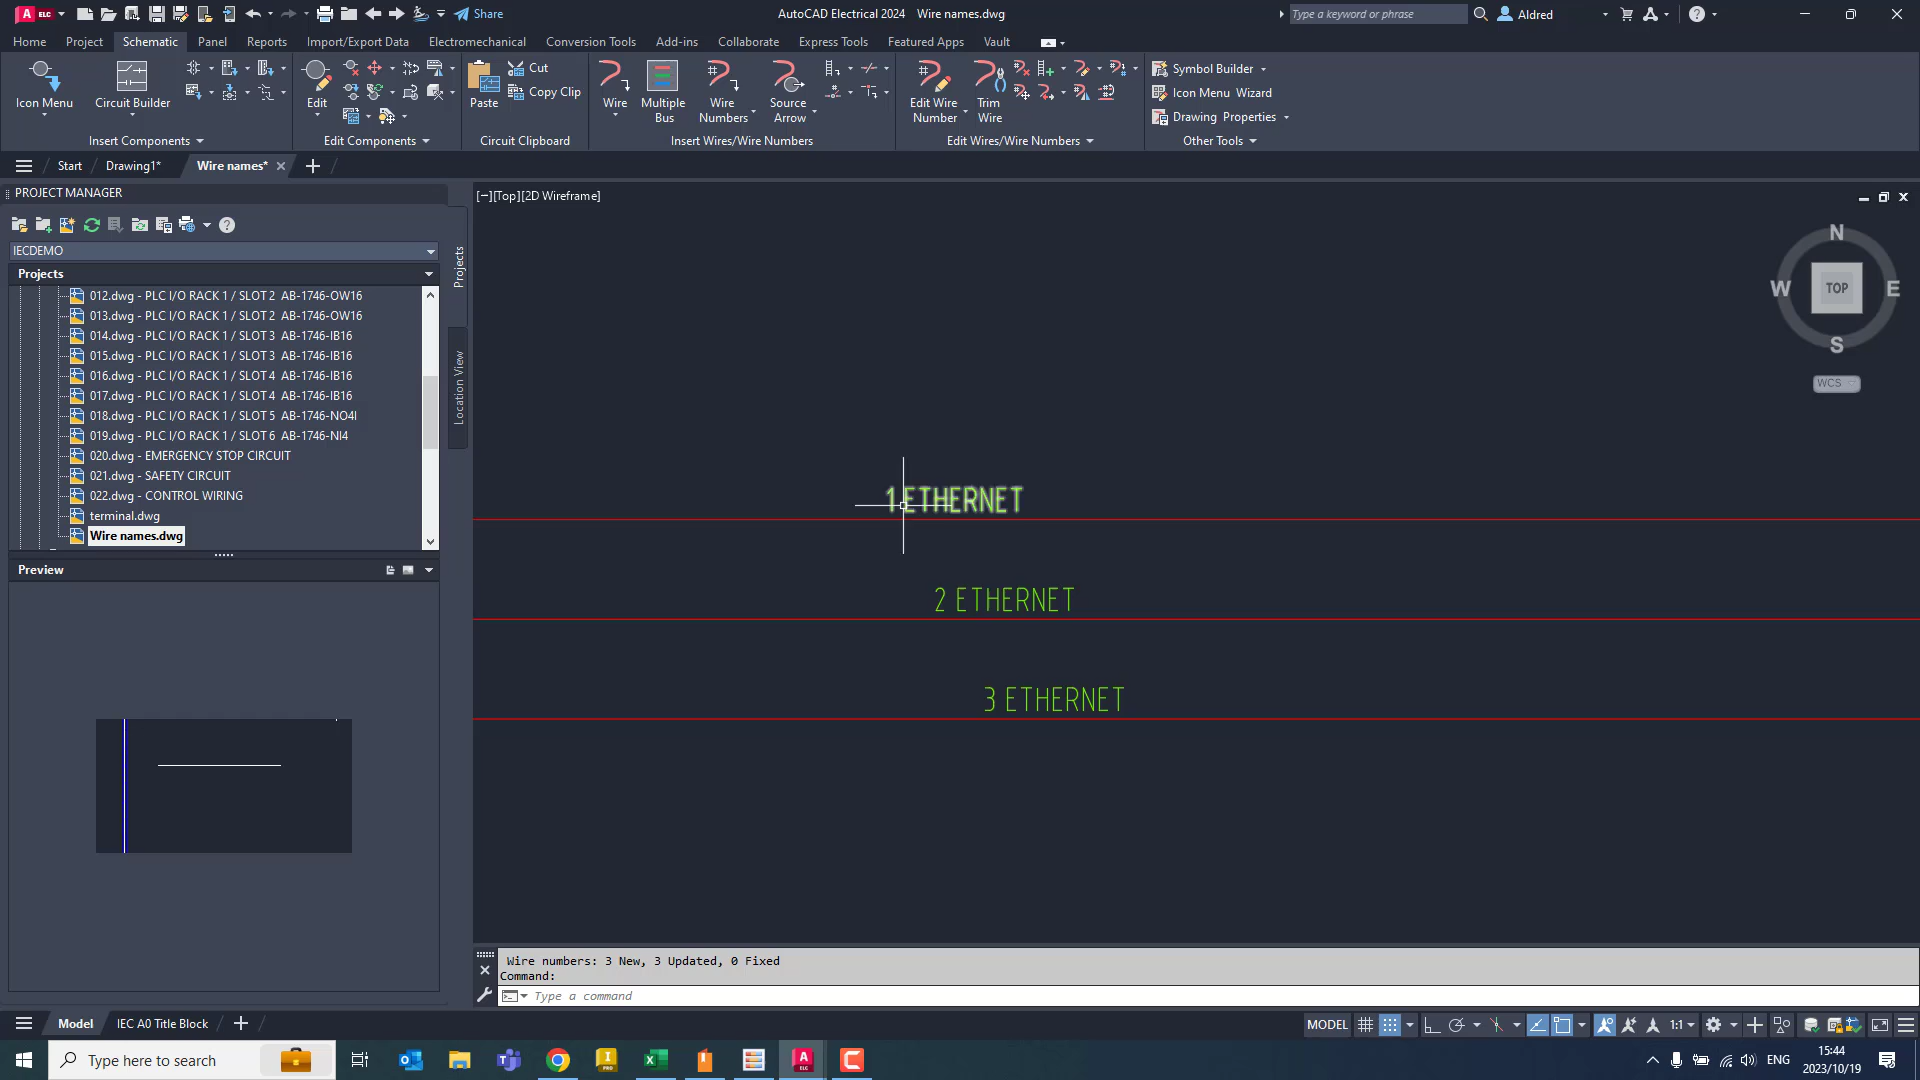 A ELC
Share
AutoCAD Electrical 2024 Wire names.dwg
Type a keyword or phrase
Aldred
Home Project Schematic Panel Reports Import/Export Data Electromechanical Conversion Tools Add-ins Collaborate Express Tools Featured Apps Vault
Icon Menu
Circuit Builder
Insert Components
Edit
Edit Components
Paste
Cut
Copy Clip
Circuit Clipboard
Wire
Multiple Bus
Wire Numbers
Source Arrow
Insert Wires/Wire Numbers
Edit Wire Number
Trim Wire
Edit Wires/Wire Numbers
Symbol Builder
Icon Menu Wizard
Drawing Properties
Other Tools
Start Drawing1* Wire names*
PROJECT MANAGER
IECDEMO
Projects
012.dwg - PLC I/O RACK 1 / SLOT 2 AB-1746-OW16
013.dwg - PLC I/O RACK 1 / SLOT 2 AB-1746-OW16
014.dwg - PLC I/O RACK 1 / SLOT 3 AB-1746-IB16
015.dwg - PLC I/O RACK 1 / SLOT 3 AB-1746-IB16
016.dwg - PLC I/O RACK 1 / SLOT 4 AB-1746-IB16
017.dwg - PLC I/O RACK 1 / SLOT 4 AB-1746-IB16
018.dwg - PLC I/O RACK 1 / SLOT 5 AB-1746-NO4I
019.dwg - PLC I/O RACK 1 / SLOT 6 AB-1746-NI4
020.dwg - EMERGENCY STOP CIRCUIT
021.dwg - SAFETY CIRCUIT
022.dwg - CONTROL WIRING
terminal.dwg
Wire names.dwg
Projects
Location View
Preview
[−][Top][2D Wireframe]
N
W TOP E
S
WCS
1 ETHERNET
2 ETHERNET
3 ETHERNET
Wire numbers: 3 New, 3 Updated, 0 Fixed
Command:
Type a command
Model IEC A0 Title Block
MODEL
1:1
Type here to search
ENG
15:44
2023/10/19